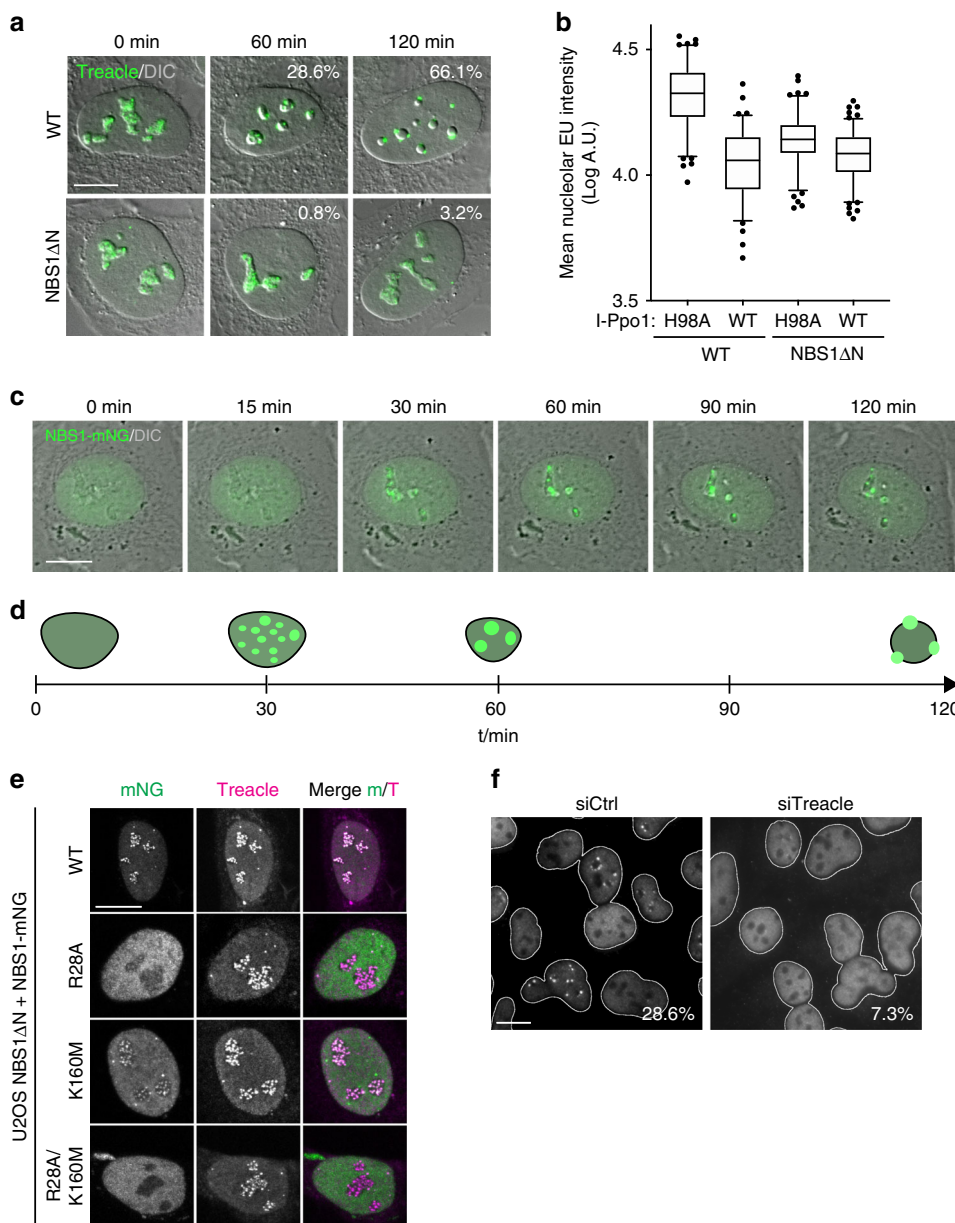 a
0 min 60 min 120 min
WT
Treacle/DIC 28.6% 66.1%
NBS1ΔN
0.8% 3.2%
b
Mean nucleolar EU intensity
(Log A.U.)
4.5
4.0
3.5
I-Ppo1: H98A WT H98A WT
WT NBS1ΔN
c
0 min 15 min 30 min 60 min 90 min 120 min
NBS1-mNG/DIC
d
0 30 60 90 120
t/min
e
mNG Treacle Merge m/T
U2OS NBS1ΔN + NBS1-mNG
WT
R28A
K160M
R28A/
K160M
f
siCtrl siTreacle
28.6% 7.3%